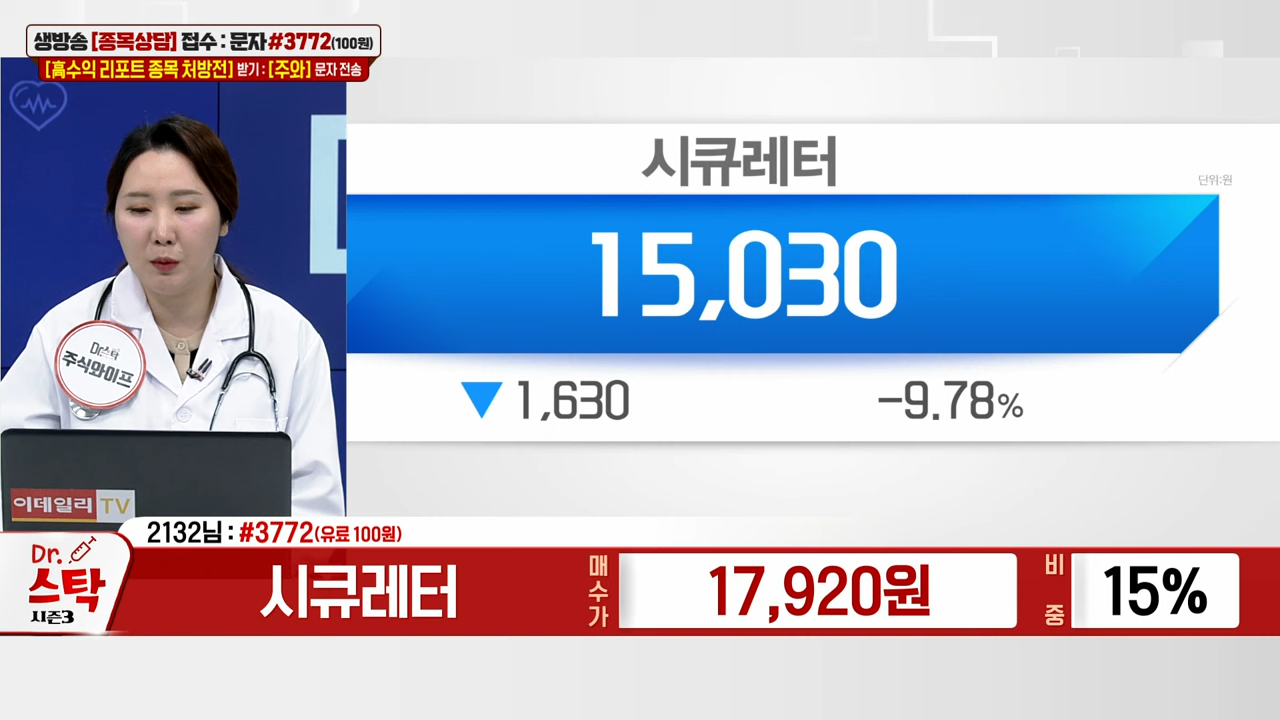 생방송 [종목상담] 접수 : 문자#3772(100원)
[高수익 리포트 종목 처방전] 받기 : [주와] 문자 전송
시큐레터
단위:원
15,030
▼1,630 -9.78%
Dr.스탁
주식와이프
이데일리 TV
2132님 : #3772(유료 100원)
Dr.
스탁
시즌3
시큐레터
매수가
17,920원
비중
15%